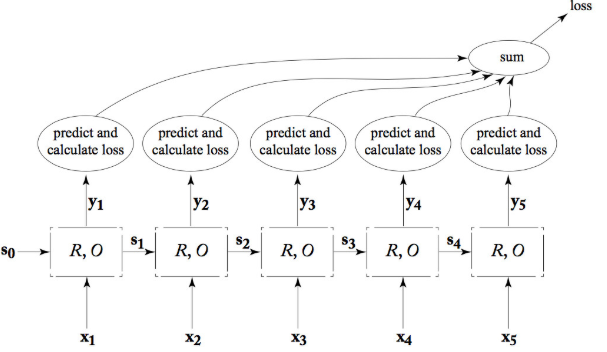 loss
sum
predict and
calculate loss
predict and
calculate loss
predict and
calculate loss
predict and
calculate loss
predict and
calculate loss
y1
y2
y3
y4
y5
s0
R, O
s1
R, O
s2
R, O
s3
R, O
s4
R, O
x1
x2
x3
x4
x5